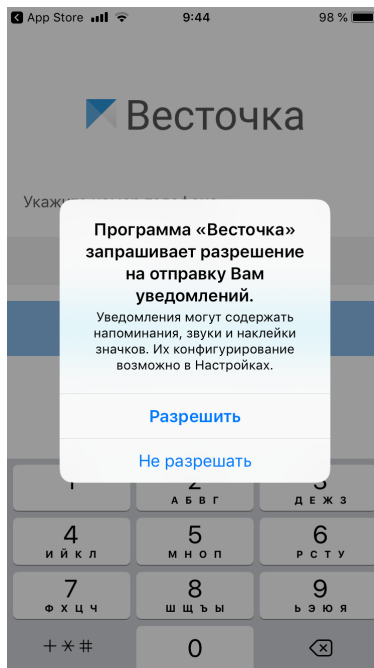 App Store 9:44 98 %
Весточка
Программа «Весточка»
запрашивает разрешение
на отправку Вам
уведомлений.
Уведомления могут содержать
напоминания, звуки и наклейки
значков. Их конфигурирование
возможно в Настройках.
Разрешить
Не разрешать
1 2 3
А Б В Г Д Е Ж З
4 5 6
И Й К Л М Н О П Р С Т У
7 8 9
Ф Х Ц Ч Ш Щ Ъ Ы Ь Э Ю Я
+ * # 0